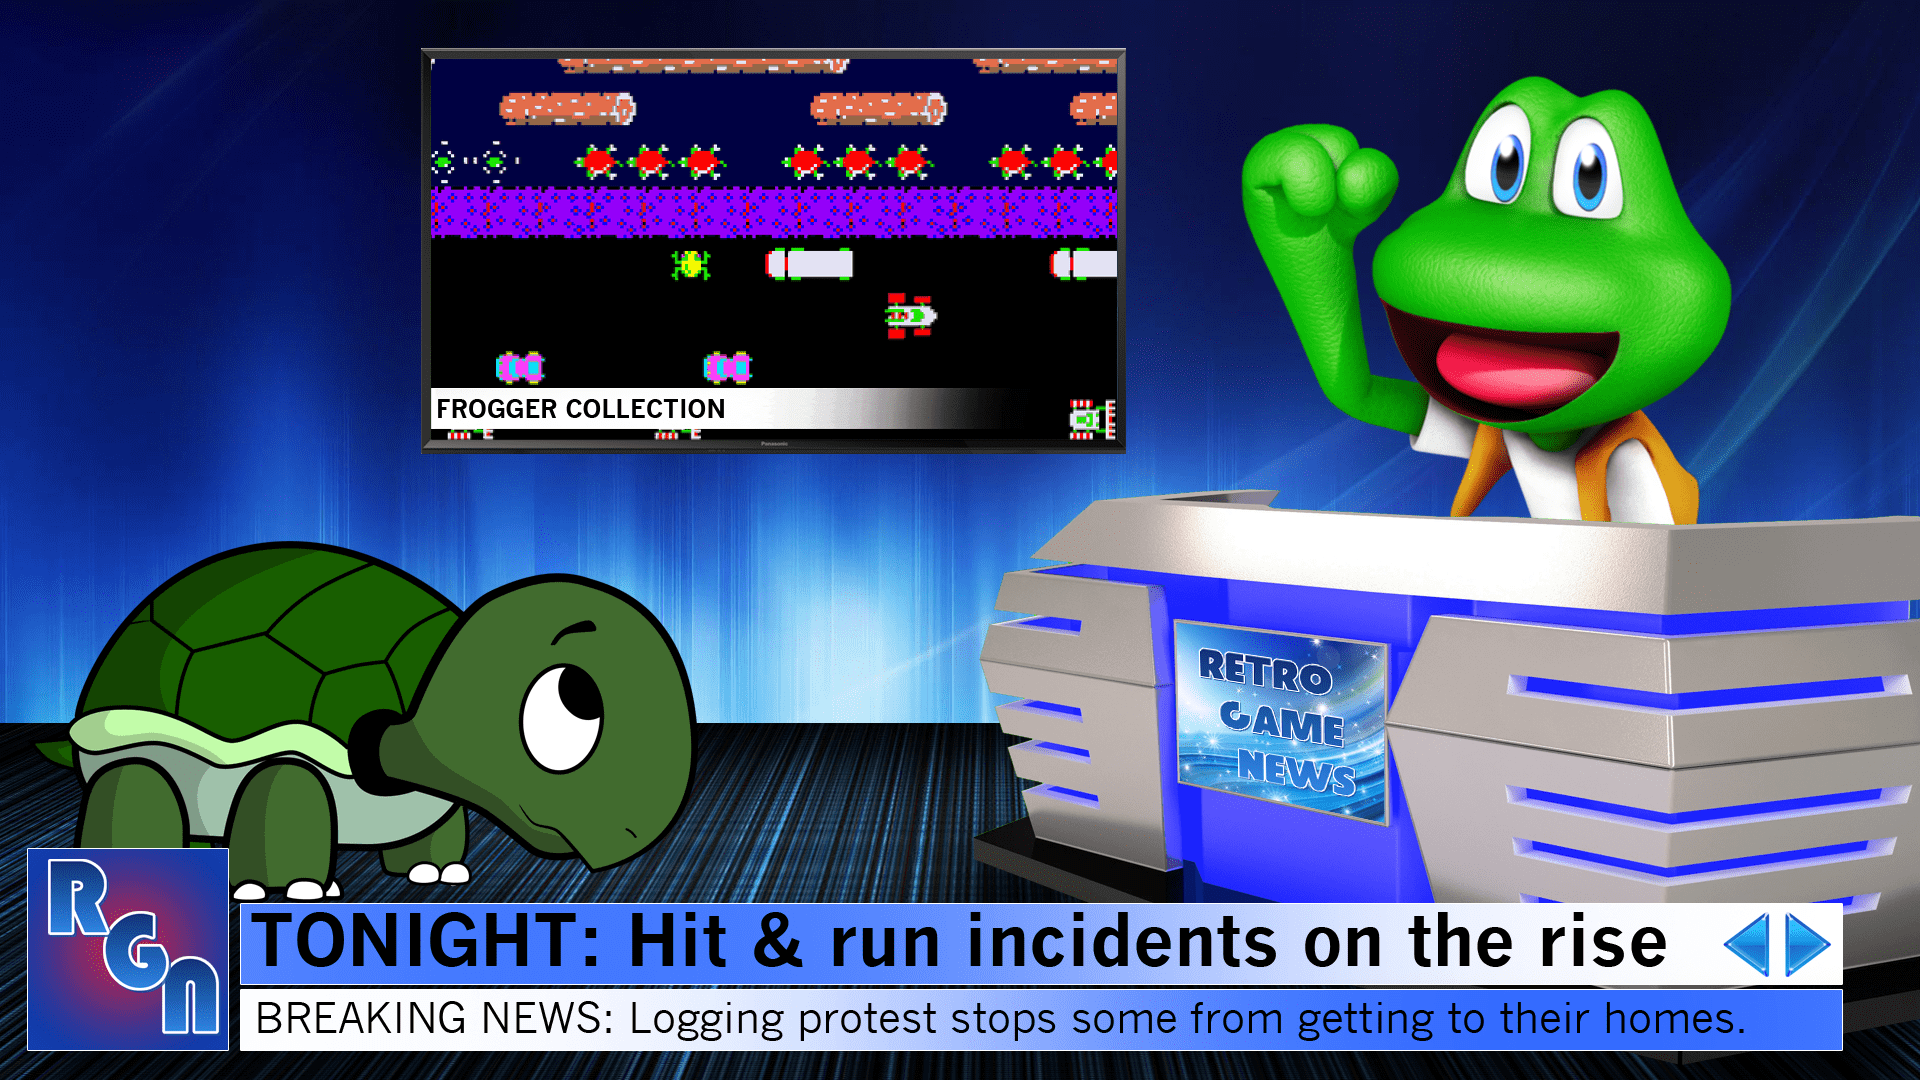 FROGGER COLLECTION
Panasonic
RETRO
GAME
NEWS
RGn
TONIGHT: Hit & run incidents on the rise
BREAKING NEWS: Logging protest stops some from getting to their homes.